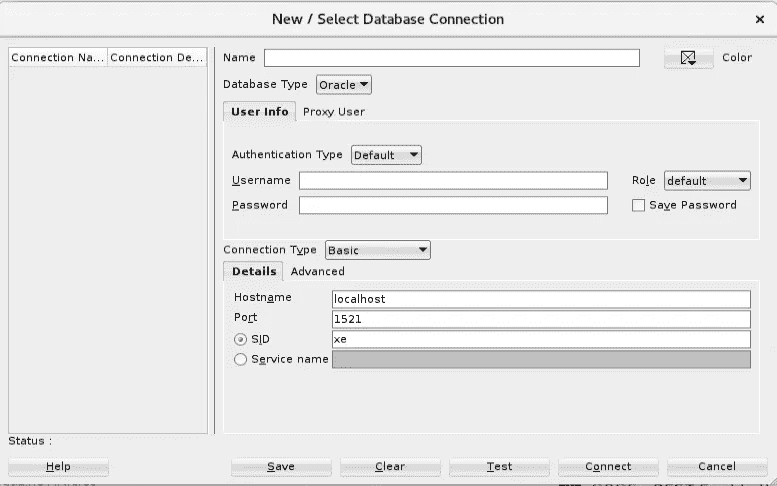 New / Select Database Connection
Connection Na... Connection De...
Name Color
Database Type Oracle
User Info Proxy User
Authentication Type Default
Username Role default
Password Save Password
Connection Type Basic
Details Advanced
Hostname localhost
Port 1521
SID xe
Service name
Status :
Help Save Clear Test Connect Cancel